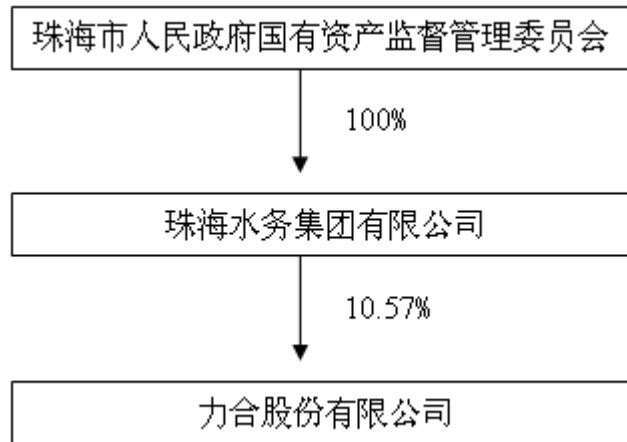 珠海市人民政府国有资产监督管理委员会
100%
珠海水务集团有限公司
10.57%
力合股份有限公司